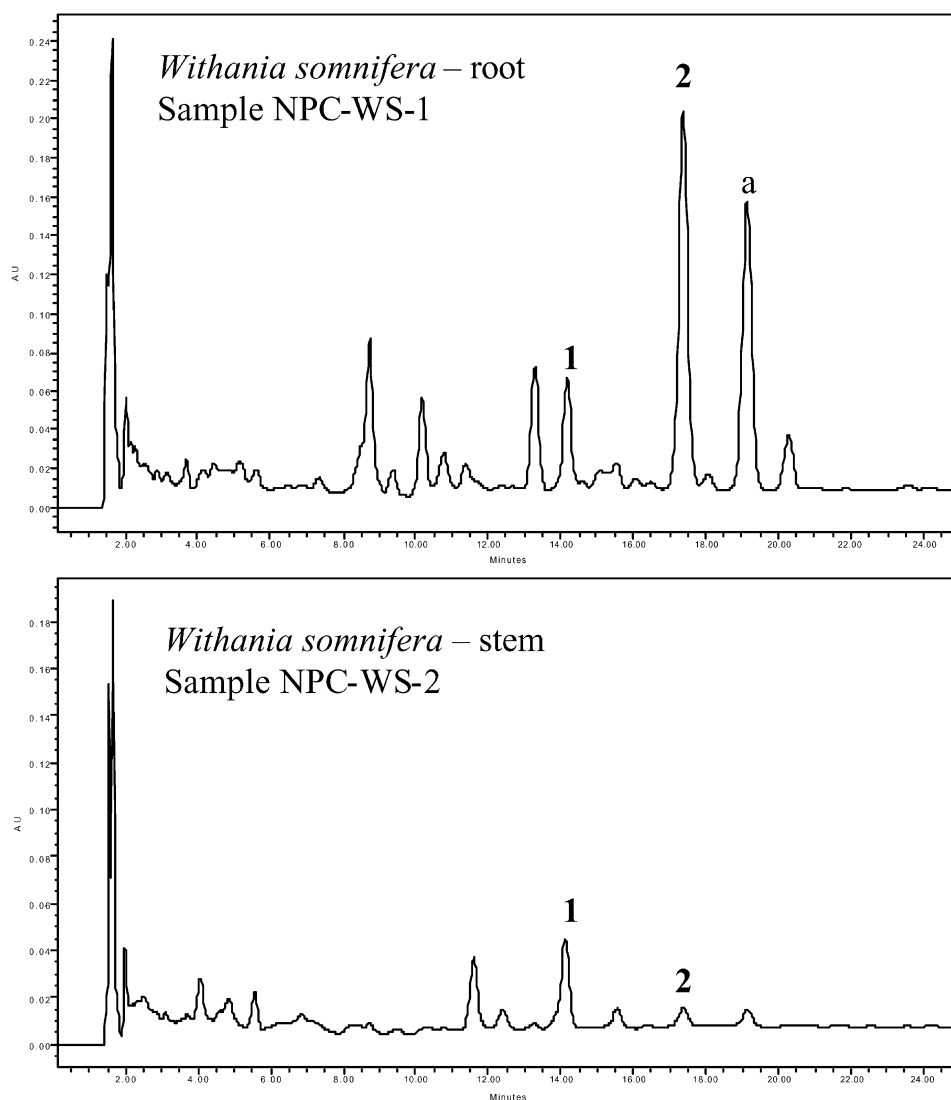 Withania somnifera – root
Sample NPC-WS-1
2
a
1
0.24
0.22
0.20
0.18
0.16
0.14
0.12
0.10
0.08
0.06
0.04
0.02
0.00
AU
2.00 4.00 6.00 8.00 10.00 12.00 14.00 16.00 18.00 20.00 22.00 24.00
Minutes
Withania somnifera – stem
Sample NPC-WS-2
1
2
0.18
0.16
0.14
0.12
0.10
0.08
0.06
0.04
0.02
0.00
AU
2.00 4.00 6.00 8.00 10.00 12.00 14.00 16.00 18.00 20.00 22.00 24.00
Minutes